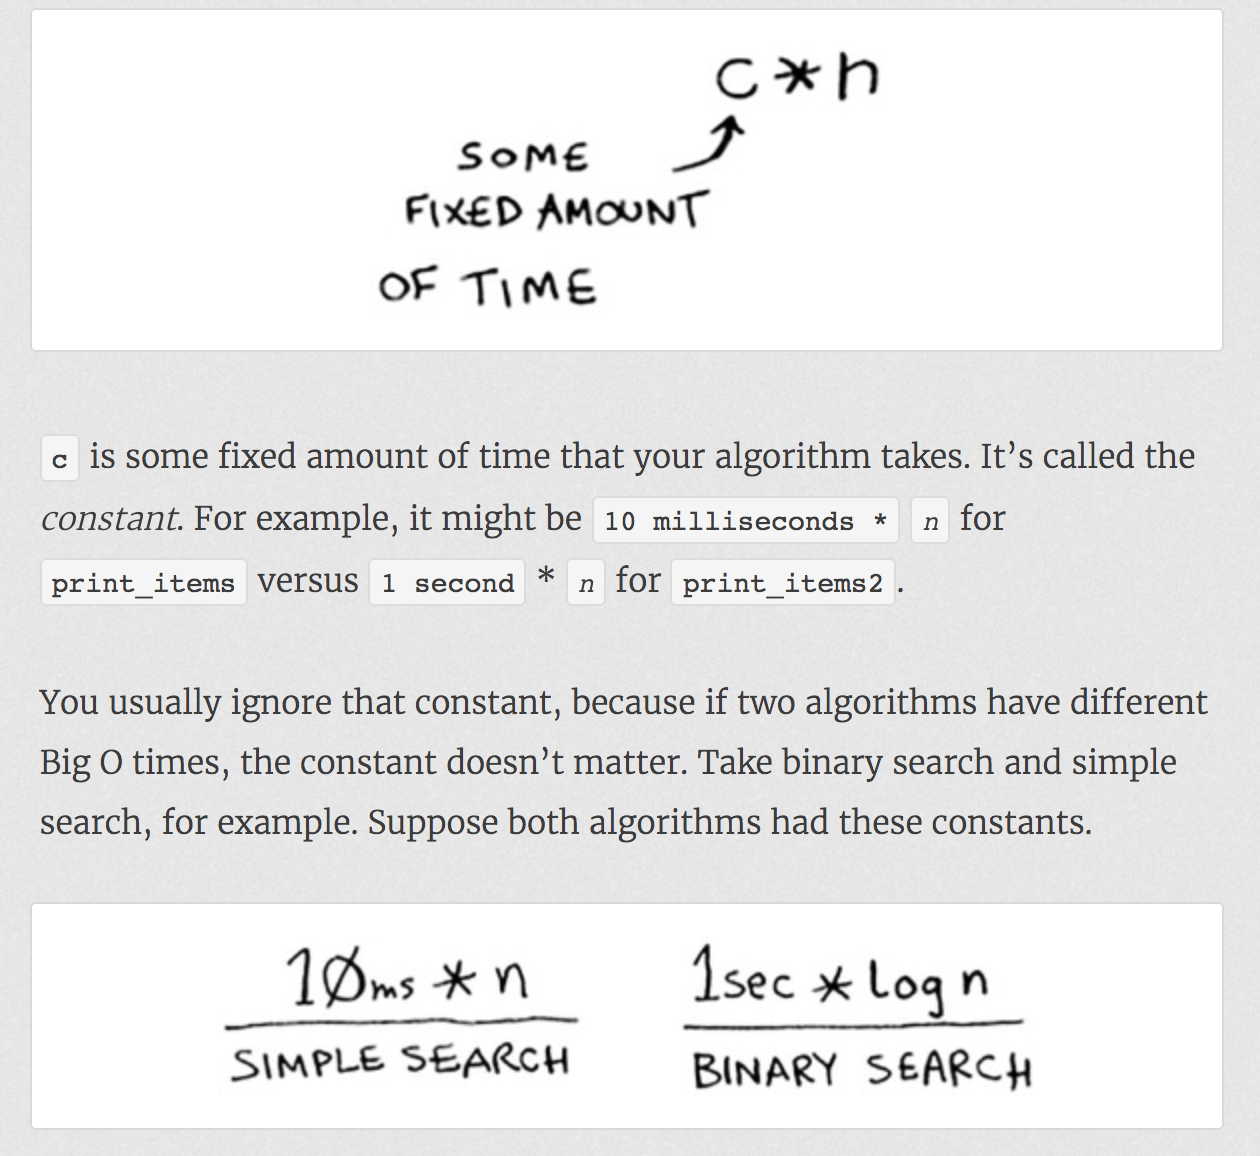 c * n
SOME
FIXED AMOUNT
OF TIME
c is some fixed amount of time that your algorithm takes. It’s called the
constant. For example, it might be 10 milliseconds * n for
print_items versus 1 second * n for print_items2.
You usually ignore that constant, because if two algorithms have different
Big O times, the constant doesn’t matter. Take binary search and simple
search, for example. Suppose both algorithms had these constants.
10ms * n
SIMPLE SEARCH
1sec * log n
BINARY SEARCH